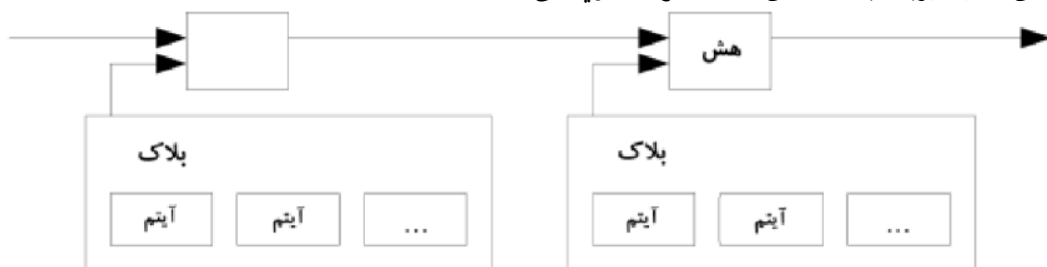 هش
بلاک بلاک
آیتم آیتم ... آیتم آیتم ...